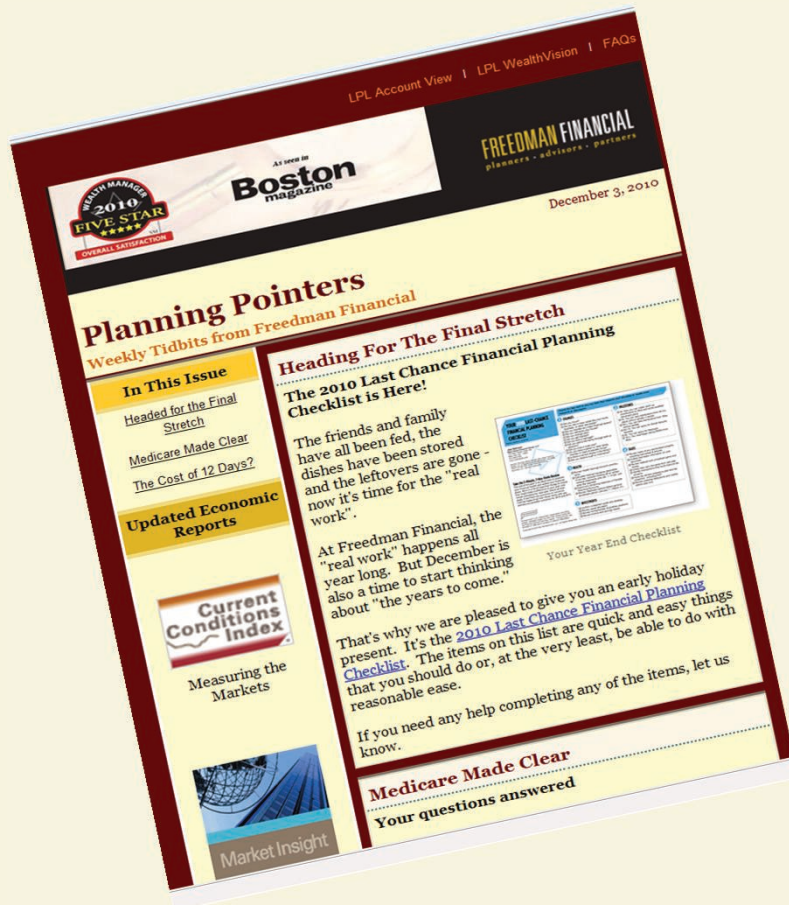 LPL Account View | LPL WealthVision | FAQs
WEALTH MANAGER
2010
FIVE STAR
OVERALL SATISFACTION
As seen in
Boston
magazine
FREEDMAN FINANCIAL
planners · advisors · partners
December 3, 2010
Planning Pointers
Weekly Tidbits from Freedman Financial
In This Issue
Headed for the Final
Stretch
Medicare Made Clear
The Cost of 12 Days?
Updated Economic
Reports
Current
Conditions
Index
Measuring the
Markets
Market Insight
Heading For The Final Stretch
The 2010 Last Chance Financial Planning
Checklist is Here!
The friends and family
have all been fed, the
dishes have been stored
and the leftovers are gone -
now it's time for the "real
work".
At Freedman Financial, the
"real work" happens all
year long. But December is
also a time to start thinking
about "the years to come."
YOUR 2010 LAST-CHANCE
FINANCIAL PLANNING
CHECKLIST
Your Year End Checklist
That's why we are pleased to give you an early holiday
present. It's the 2010 Last Chance Financial Planning
Checklist. The items on this list are quick and easy things
that you should do or, at the very least, be able to do with
reasonable ease.
If you need any help completing any of the items, let us
know.
Medicare Made Clear
Your questions answered